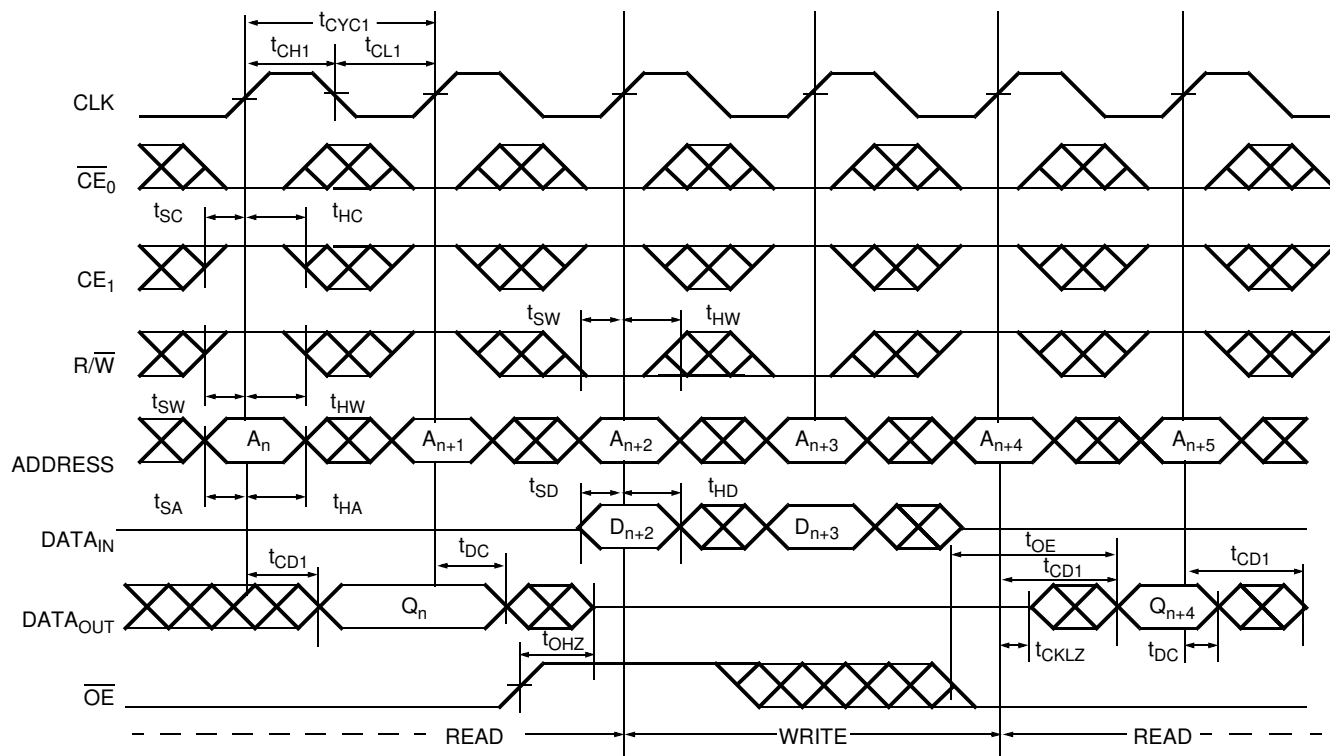 tCYC1
tCH1 tCL1
CLK
CE0
tSC tHC
CE1
tSW tHW
R/W
tSW tHW
An An+1 An+2 An+3 An+4 An+5
ADDRESS
tSA tHA tSD tHD
DATAIN Dn+2 Dn+3
tOE
tCD1 tDC tCD1 tCD1
DATAOUT Qn Qn+4
tOHZ tCKLZ tDC
OE
READ WRITE READ